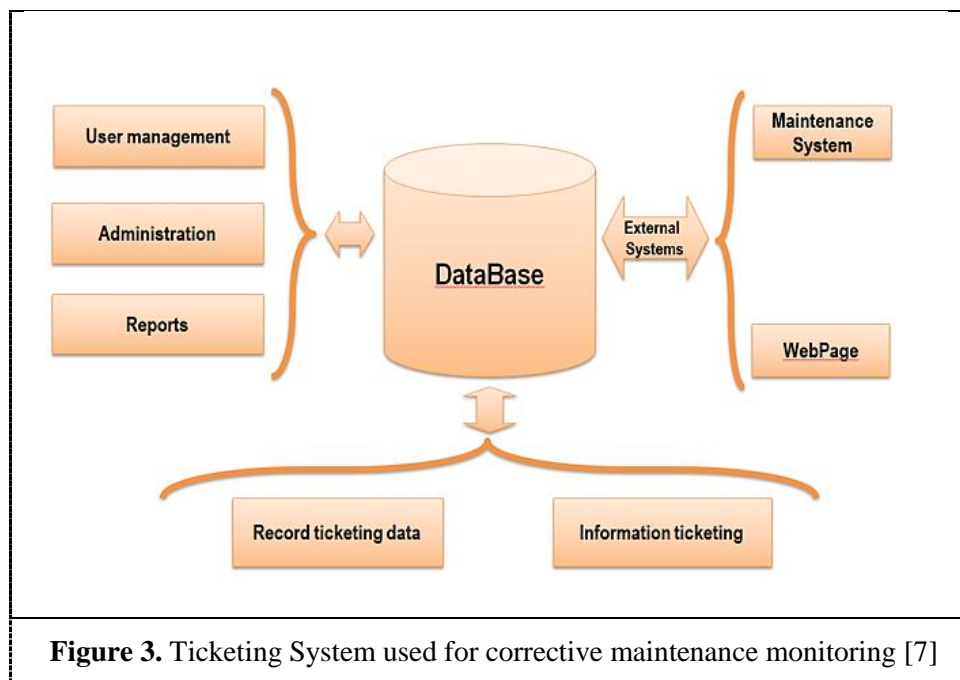 User management
Administration
Reports
DataBase
External
Systems
Maintenance
System
WebPage
Record ticketing data
Information ticketing
Figure 3. Ticketing System used for corrective maintenance monitoring [7]